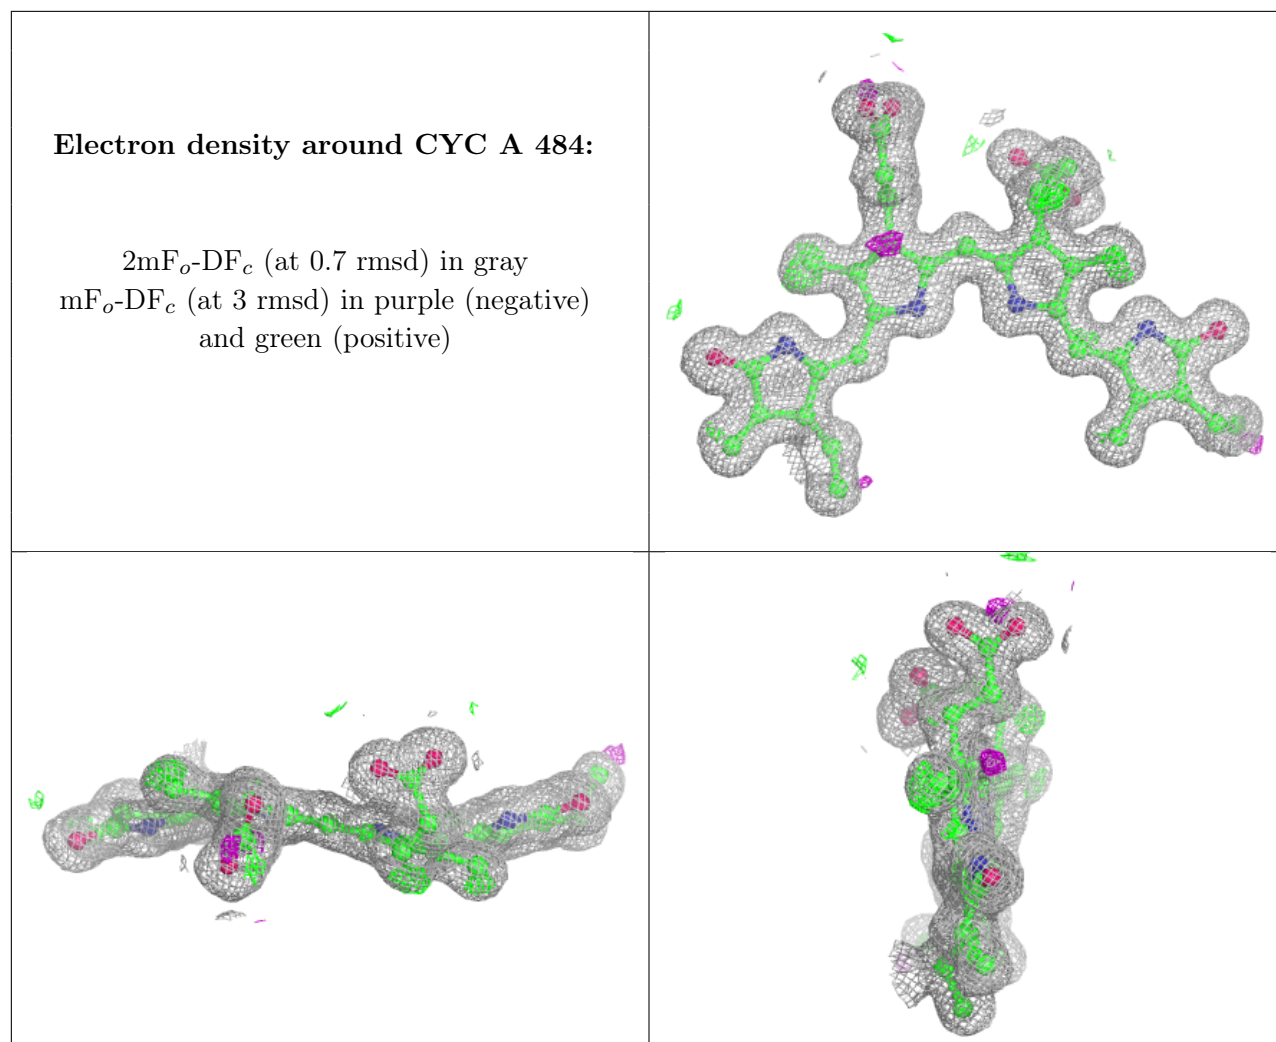 Electron density around CYC A 484:
2mFo-DFc (at 0.7 rmsd) in gray
mFo-DFc (at 3 rmsd) in purple (negative)
and green (positive)